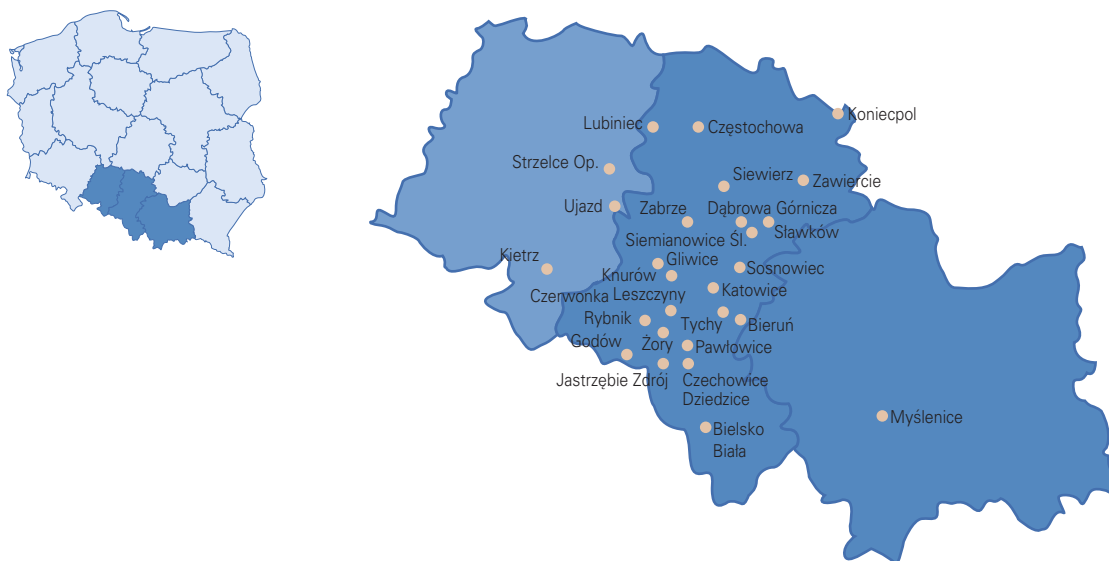 Koniecpol
Lubiniec
Częstochowa
Strzelce Op.
Siewierz
Zawiercie
Ujazd
Zabrze
Dąbrowa Górnicza
Siemianowice Śl.
Sławków
Kietrz
Gliwice
Knurów
Sosnowiec
Czerwonka Leszczyny
Katowice
Rybnik
Tychy
Bieruń
Godów
Żory
Pawłowice
Jastrzębie Zdrój
Czechowice
Dziedzice
Myślenice
Bielsko
Biała